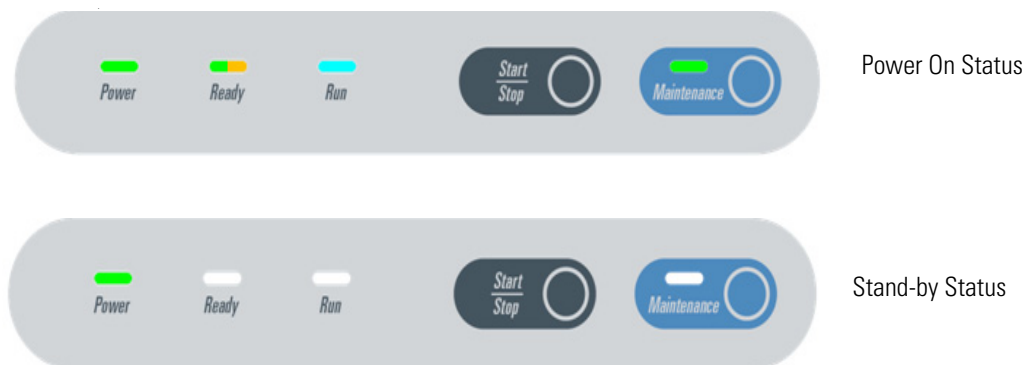 Power
Ready
Run
Start
Stop
Maintenance
Power On Status
Power
Ready
Run
Start
Stop
Maintenance
Stand-by Status